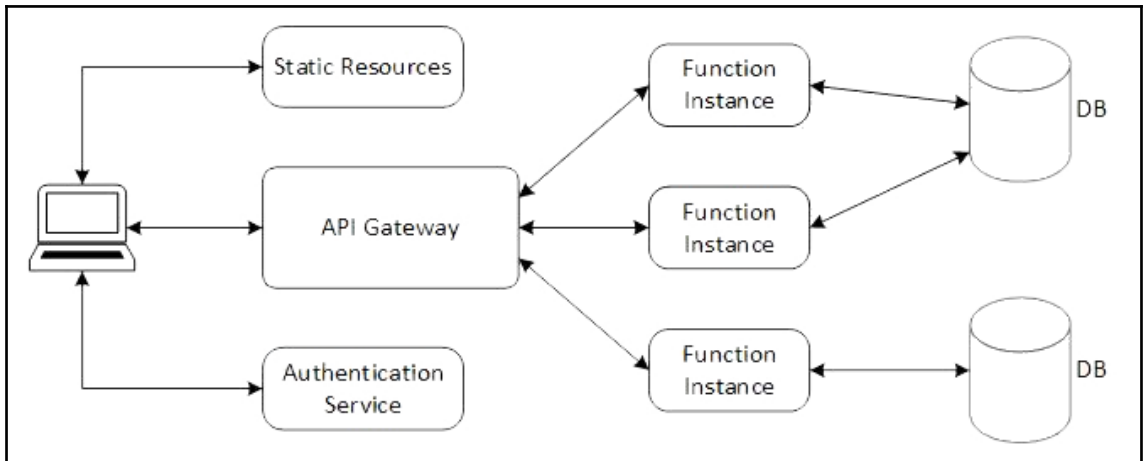 Static Resources
API Gateway
Authentication
Service
Function
Instance
Function
Instance
Function
Instance
DB
DB